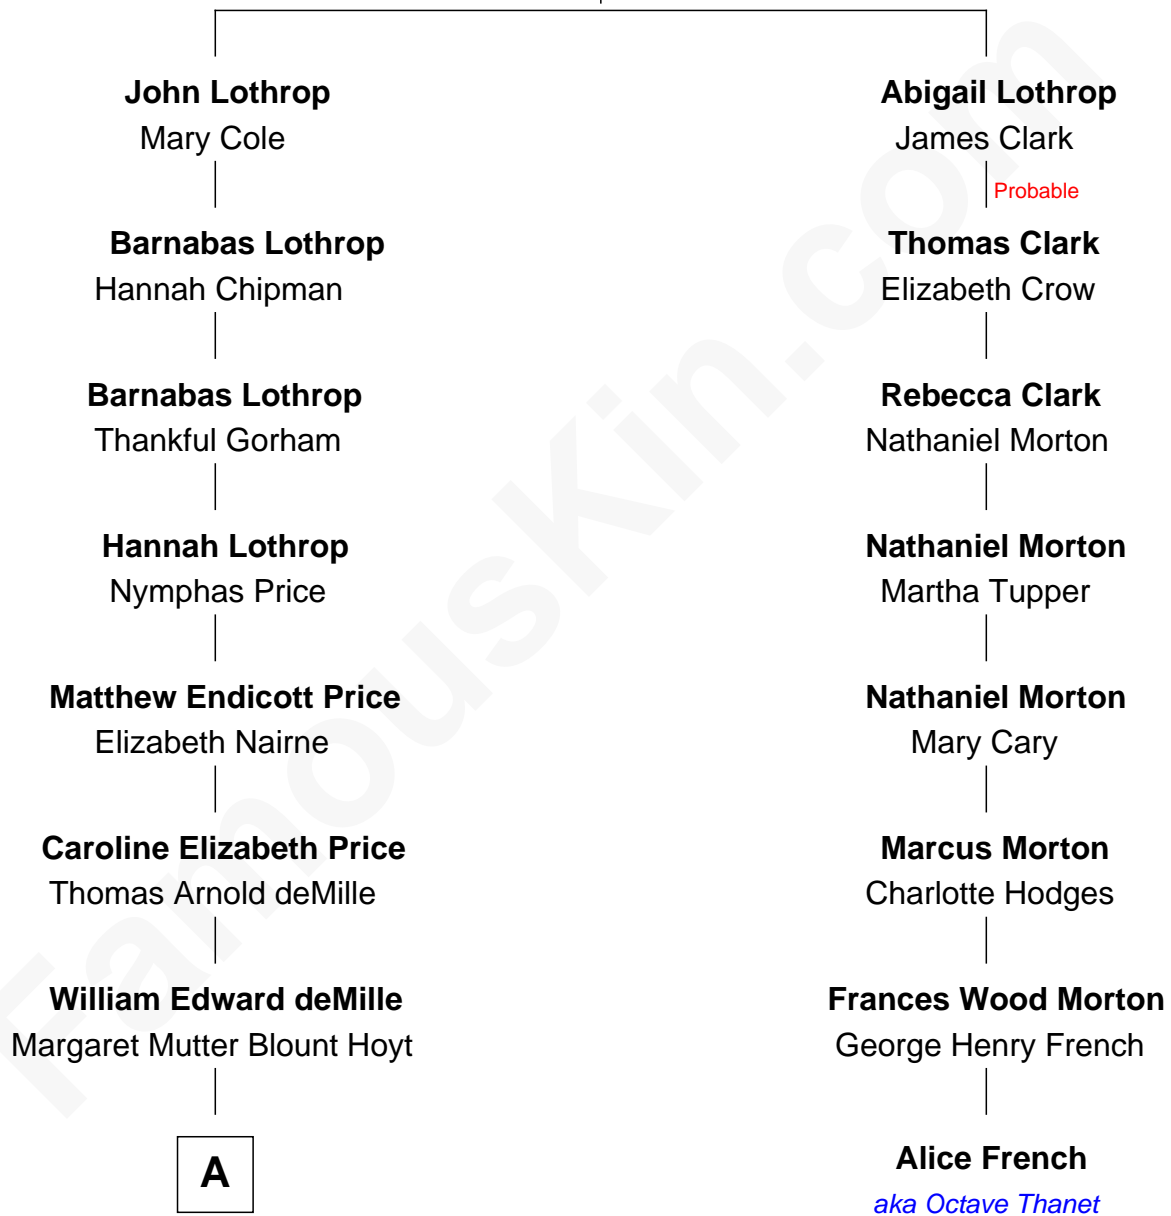 John Lothrop
Mary Cole
Barnabas Lothrop
Hannah Chipman
Barnabas Lothrop
Thankful Gorham
Hannah Lothrop
Nymphas Price
Matthew Endicott Price
Elizabeth Nairne
Caroline Elizabeth Price
Thomas Arnold deMille
William Edward deMille
Margaret Mutter Blount Hoyt
A
Abigail Lothrop
James Clark
Probable
Thomas Clark
Elizabeth Crow
Rebecca Clark
Nathaniel Morton
Nathaniel Morton
Martha Tupper
Nathaniel Morton
Mary Cary
Marcus Morton
Charlotte Hodges
Frances Wood Morton
George Henry French
Alice French
aka Octave Thanet
FamousKin.com